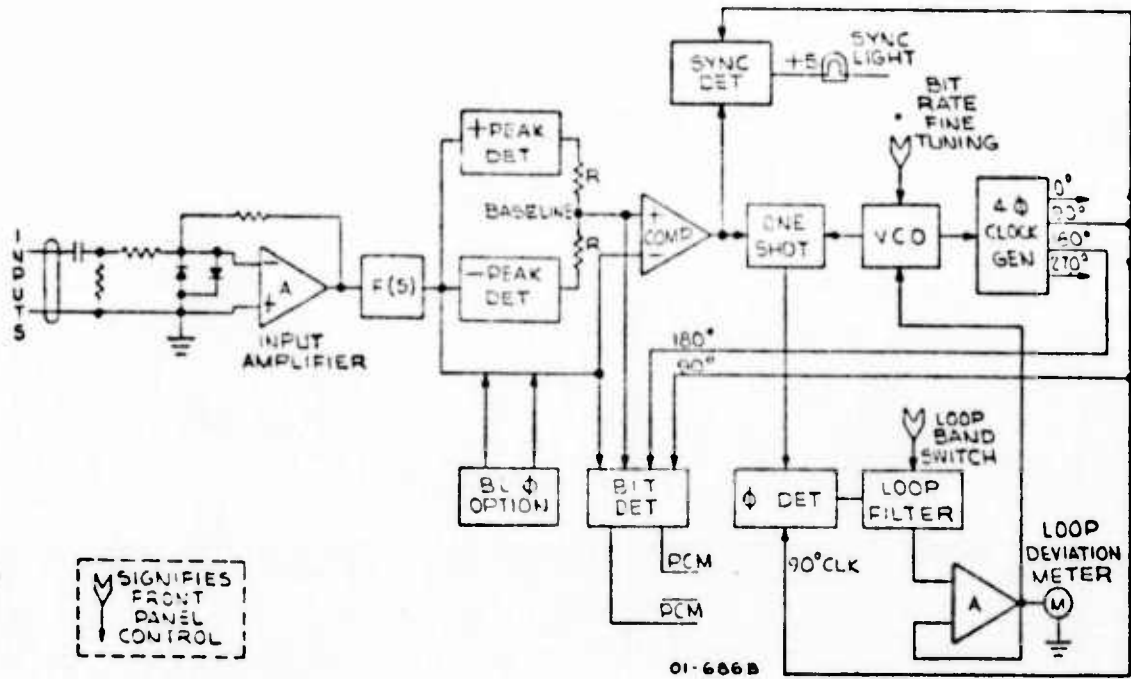 SYNC
DET
+5
SYNC
LIGHT
BIT
RATE
FINE
TUNING
+PEAK
DET
R
BASELINE
R
-PEAK
DET
+
COMP
-
ONE
SHOT
VCO
4 Φ
CLOCK
GEN
0°
90°
180°
270°
INPUTS
-
A
+
INPUT
AMPLIFIER
F(S)
180°
90°
BL Φ
OPTION
BIT
DET
Φ DET
LOOP
BAND
SWITCH
LOOP
FILTER
LOOP
DEVIATION
METER
PCM
PCM
90° CLK
A
M
SIGNIFIES
FRONT
PANEL
CONTROL
01-686B